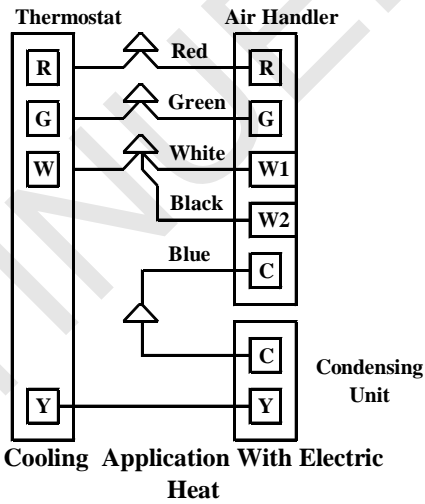 Thermostat Air Handler
Red
R R
Green
G G
White
W W1
Black
W2
Blue
C
C
Condensing
Unit
Y Y
Cooling Application With Electric
Heat